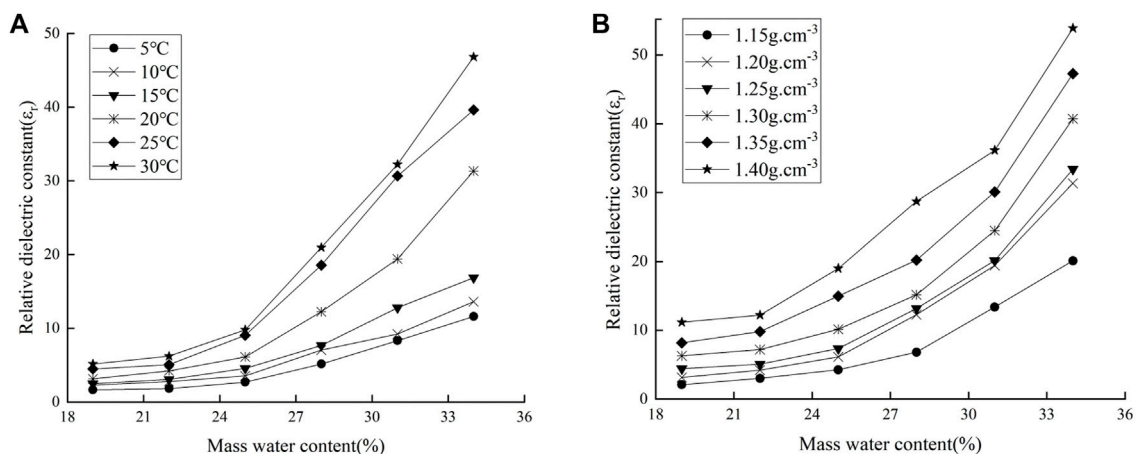 A
50
40
30
20
10
0
Relative dielectric constant(εr)
5℃
10℃
15℃
20℃
25℃
30℃
18 21 24 27 30 33 36
Mass water content(%)
B
50
40
30
20
10
0
Relative dielectric constant(εr)
1.15g.cm-3
1.20g.cm-3
1.25g.cm-3
1.30g.cm-3
1.35g.cm-3
1.40g.cm-3
18 21 24 27 30 33 36
Mass water content(%)